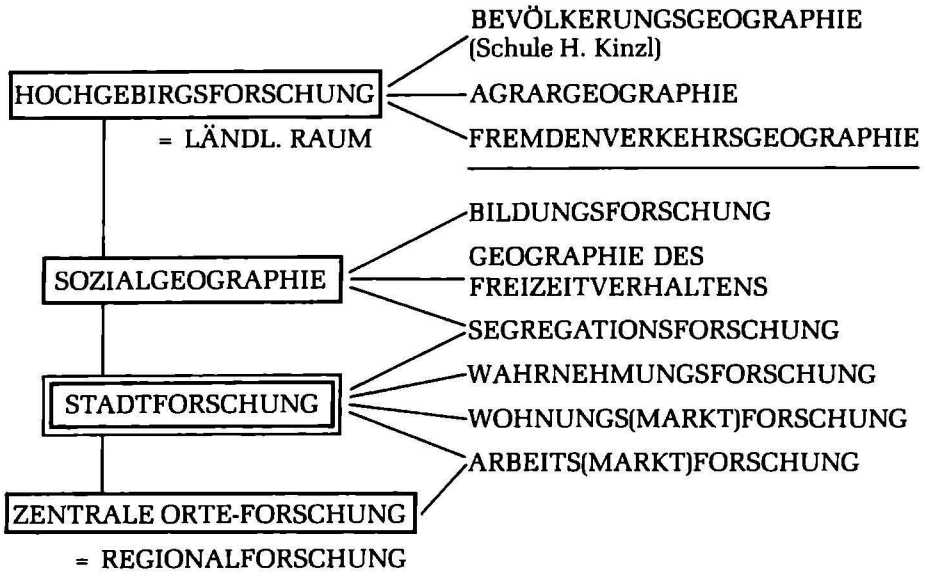 BEVÖLKERUNGSGEOGRAPHIE
(Schule H. Kinzl)
HOCHGEBIRGSFORSCHUNG
AGRARGEOGRAPHIE
= LÄNDL. RAUM
FREMDENVERKEHRSGEOGRAPHIE
BILDUNGSFORSCHUNG
SOZIALGEOGRAPHIE
GEOGRAPHIE DES
FREIZEITVERHALTENS
SEGREGATIONSFORSCHUNG
STADTFORSCHUNG
WAHRNEHMUNGSFORSCHUNG
WOHNUNGS(MARKT)FORSCHUNG
ARBEITS(MARKT)FORSCHUNG
ZENTRALE ORTE-FORSCHUNG
= REGIONALFORSCHUNG